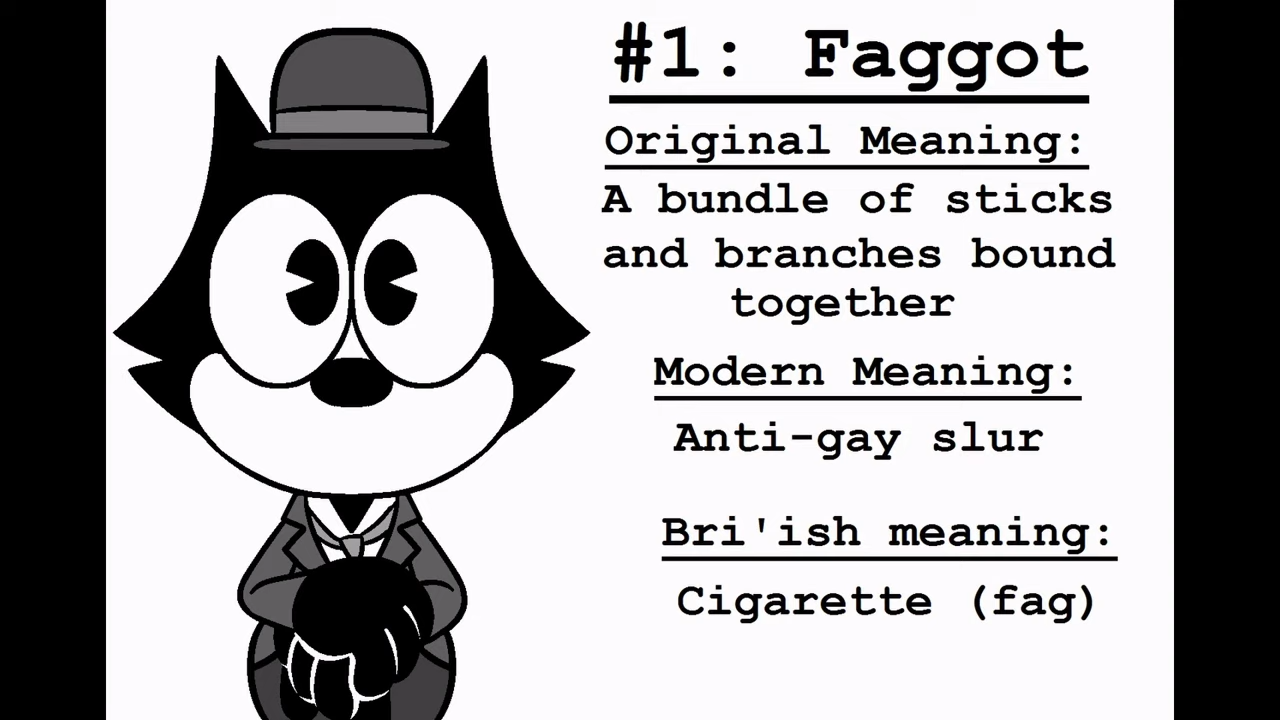 #1: Faggot
Original Meaning:
A bundle of sticks
and branches bound
together
Modern Meaning:
Anti-gay slur
Bri'ish meaning:
Cigarette (fag)